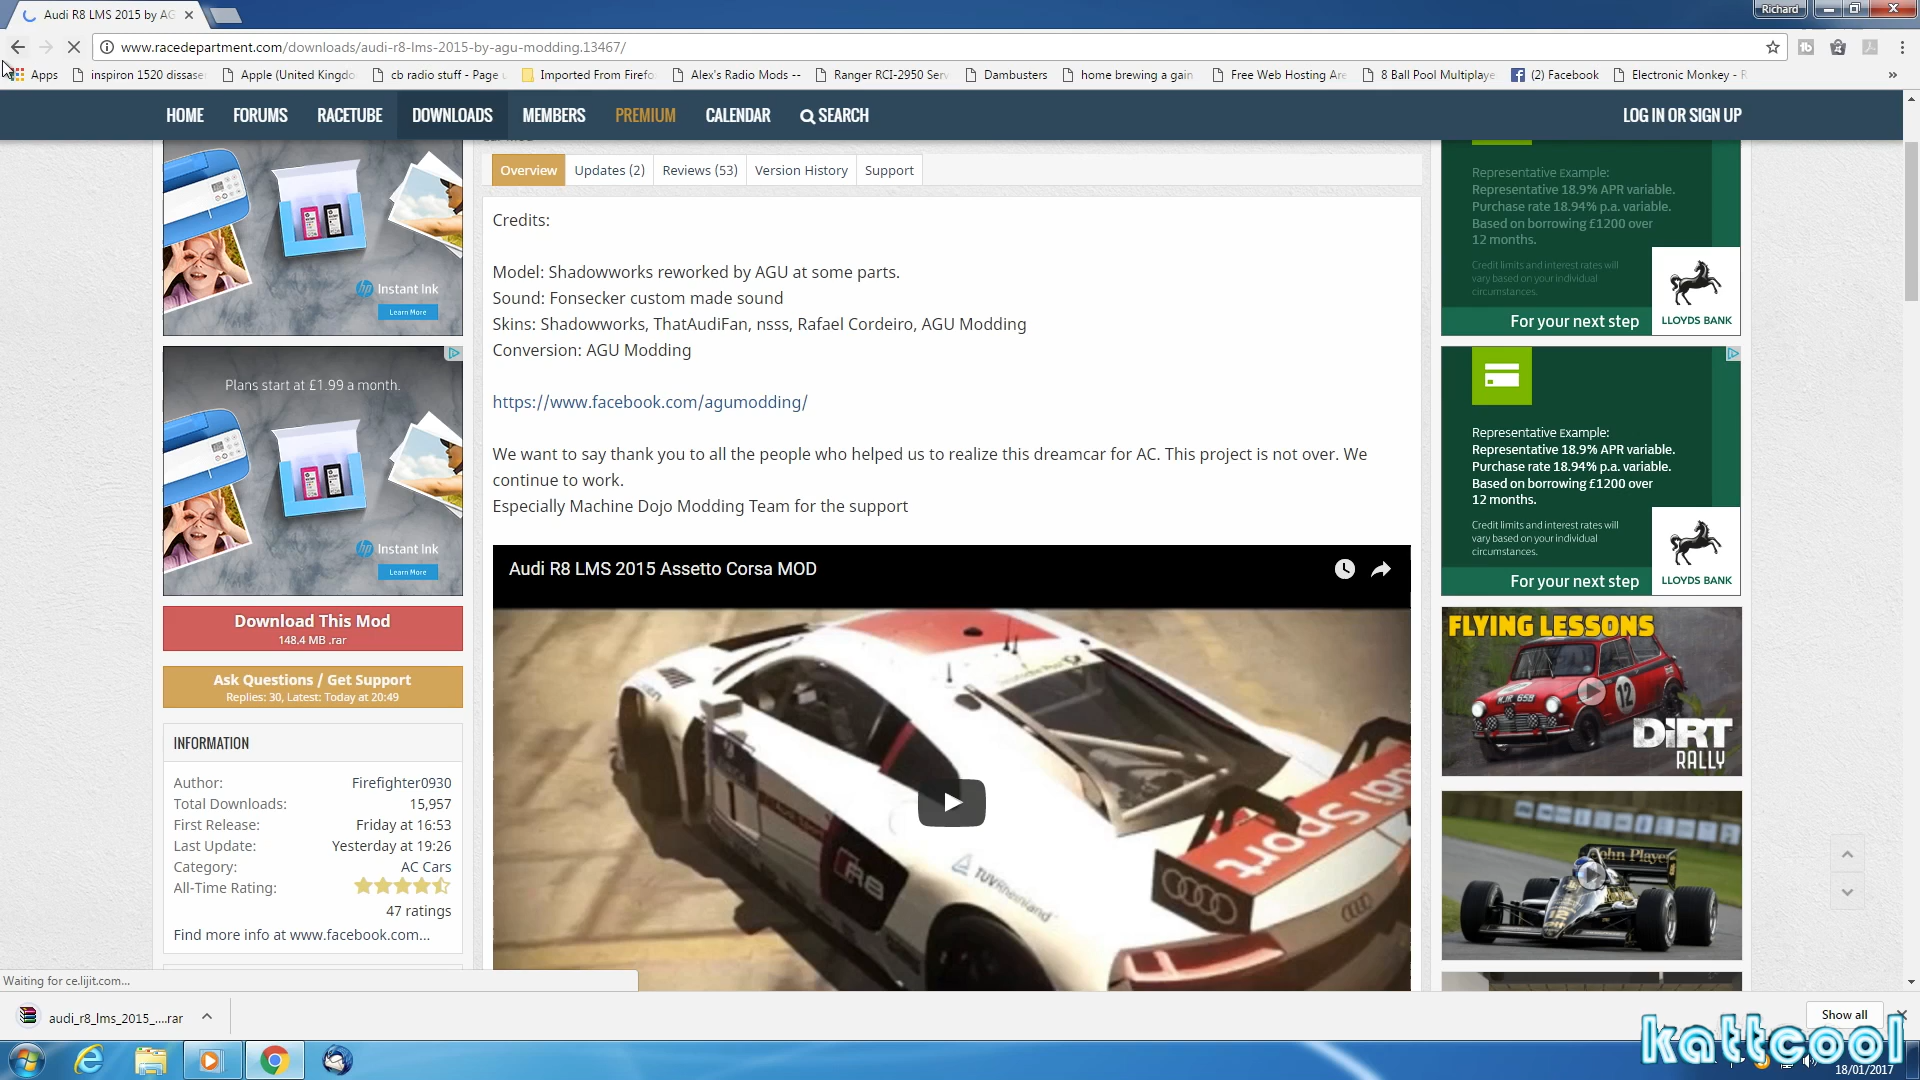 Audi R8 LMS 2015 by AG
Richard
www.racedepartment.com/downloads/audi-r8-lms-2015-by-agu-modding.13467/
Apps
inspiron 1520 dissase
Apple (United Kingdo
cb radio stuff - Page
Imported From Firefo
Alex's Radio Mods --
Ranger RCI-2950 Serv
Dambusters
home brewing a gain
Free Web Hosting Are
8 Ball Pool Multiplaye
(2) Facebook
Electronic Monkey - R
»
HOME
FORUMS
RACETUBE
DOWNLOADS
MEMBERS
PREMIUM
CALENDAR
SEARCH
LOG IN OR SIGN UP
Overview
Updates (2)
Reviews (53)
Version History
Support
Credits:
Model: Shadowworks reworked by AGU at some parts.
Sound: Fonsecker custom made sound
Skins: Shadowworks, ThatAudiFan, nsss, Rafael Cordeiro, AGU Modding
Conversion: AGU Modding
https://www.facebook.com/agumodding/
We want to say thank you to all the people who helped us to realize this dreamcar for AC. This project is not over. We
continue to work.
Especially Machine Dojo Modding Team for the support
Audi R8 LMS 2015 Assetto Corsa MOD
Audi Sport
R8
TÜVRheinland
hp Instant Ink
Learn More
Plans start at £1.99 a month.
hp Instant Ink
Learn More
Download This Mod
148.4 MB .rar
Ask Questions / Get Support
Replies: 30, Latest: Today at 20:49
INFORMATION
Author: Firefighter0930
Total Downloads: 15,957
First Release: Friday at 16:53
Last Update: Yesterday at 19:26
Category: AC Cars
All-Time Rating:
47 ratings
Find more info at www.facebook.com...
Representative Example:
Representative 18.9% APR variable.
Purchase rate 18.94% p.a. variable.
Based on borrowing £1200 over
12 months.
Credit limits and interest rates will
vary based on your individual
circumstances.
For your next step
LLOYDS BANK
Representative Example:
Representative 18.9% APR variable.
Purchase rate 18.94% p.a. variable.
Based on borrowing £1200 over
12 months.
Credit limits and interest rates will
vary based on your individual
circumstances.
For your next step
LLOYDS BANK
FLYING LESSONS
12
DiRT
RALLY
John Player
Waiting for ce.lijit.com...
audi_r8_lms_2015_....rar
Show all
kattcool
18/01/2017